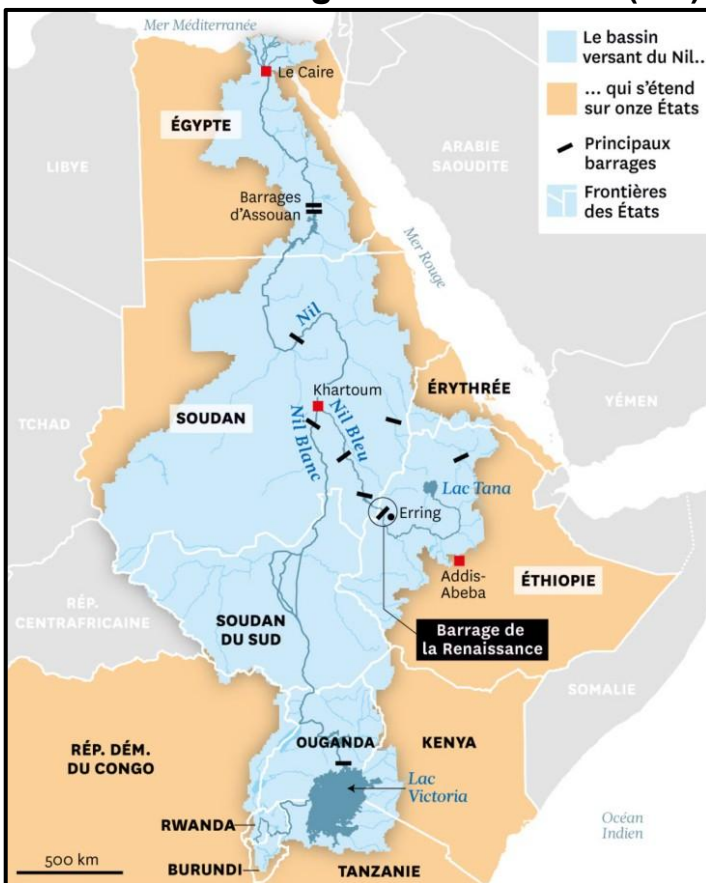 Mer Méditerranée
Le bassin
versant du Nil..
... qui s'étend
sur onze États
Principaux
barrages
Frontières
des États
Le Caire
ÉGYPTE
LIBYE
ARABIE
SAOUDITE
Barrages
d'Assouan
Mer Rouge
Nil
Khartoum
ÉRYTHRÉE
YÉMEN
TCHAD
SOUDAN
Nil Blanc
Nil Bleu
Lac Tana
Erring
Addis-
Abeba
ÉTHIOPIE
RÉP.
CENTRAFRICAINE
SOUDAN
DU SUD
Barrage de
la Renaissance
SOMALIE
RÉP. DÉM.
DU CONGO
OUGANDA
KENYA
Lac
Victoria
RWANDA
Océan
Indien
500 km
BURUNDI
TANZANIE